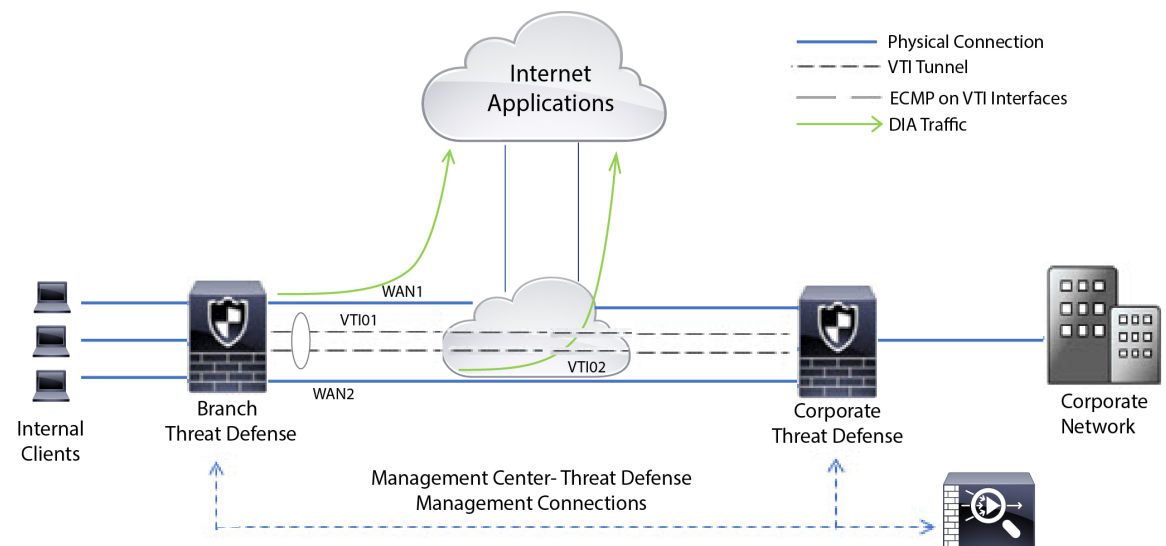 Internet
Applications
Physical Connection
VTI Tunnel
ECMP on VTI Interfaces
DIA Traffic
WAN1
VTI01
VTI02
WAN2
Internal
Clients
Branch
Threat Defense
Corporate
Threat Defense
Corporate
Network
Management Center- Threat Defense
Management Connections